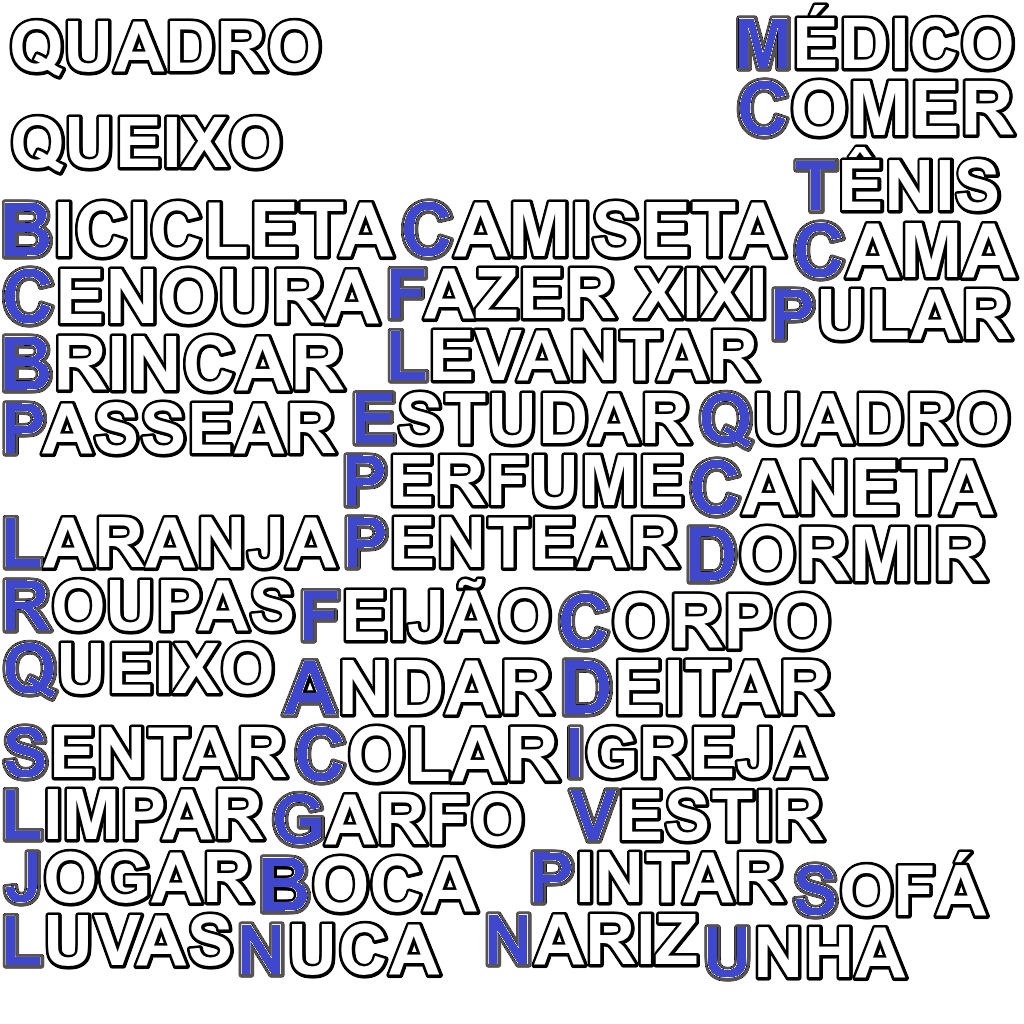 QUADRO MÉDICO
COMER
QUEIXO
TÊNIS
BICICLETA CAMISETA CAMA
CENOURA FAZER XIXI PULAR
BRINCAR LEVANTAR
PASSEAR ESTUDAR QUADRO
PERFUME CANETA
LARANJA PENTEAR DORMIR
ROUPAS FEIJÃO CORPO
QUEIXO ANDAR DEITAR
SENTAR COLAR IGREJA
LIMPAR GARFO VESTIR
JOGAR BOCA PINTAR SOFÁ
LUVAS NUCA NARIZ UNHA